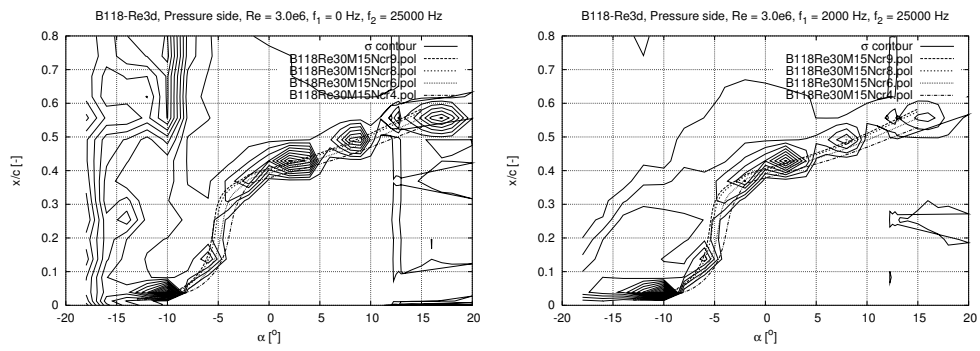 B118-Re3d, Pressure side, Re = 3.0e6, f₁ = 0 Hz, f₂ = 25000 Hz
σ contour
B118Re30M15Ncr9.pol
B118Re30M15Ncr8.pol
B118Re30M15Ncr6.pol
B118Re30M15Ncr4.pol
x/c [-]
0.8
0.7
0.6
0.5
0.4
0.3
0.2
0.1
0
-20 -15 -10 -5 0 5 10 15 20
α [°]
B118-Re3d, Pressure side, Re = 3.0e6, f₁ = 2000 Hz, f₂ = 25000 Hz
σ contour
B118Re30M15Ncr9.pol
B118Re30M15Ncr8.pol
B118Re30M15Ncr6.pol
B118Re30M15Ncr4.pol
x/c [-]
0.8
0.7
0.6
0.5
0.4
0.3
0.2
0.1
0
-20 -15 -10 -5 0 5 10 15 20
α [°]